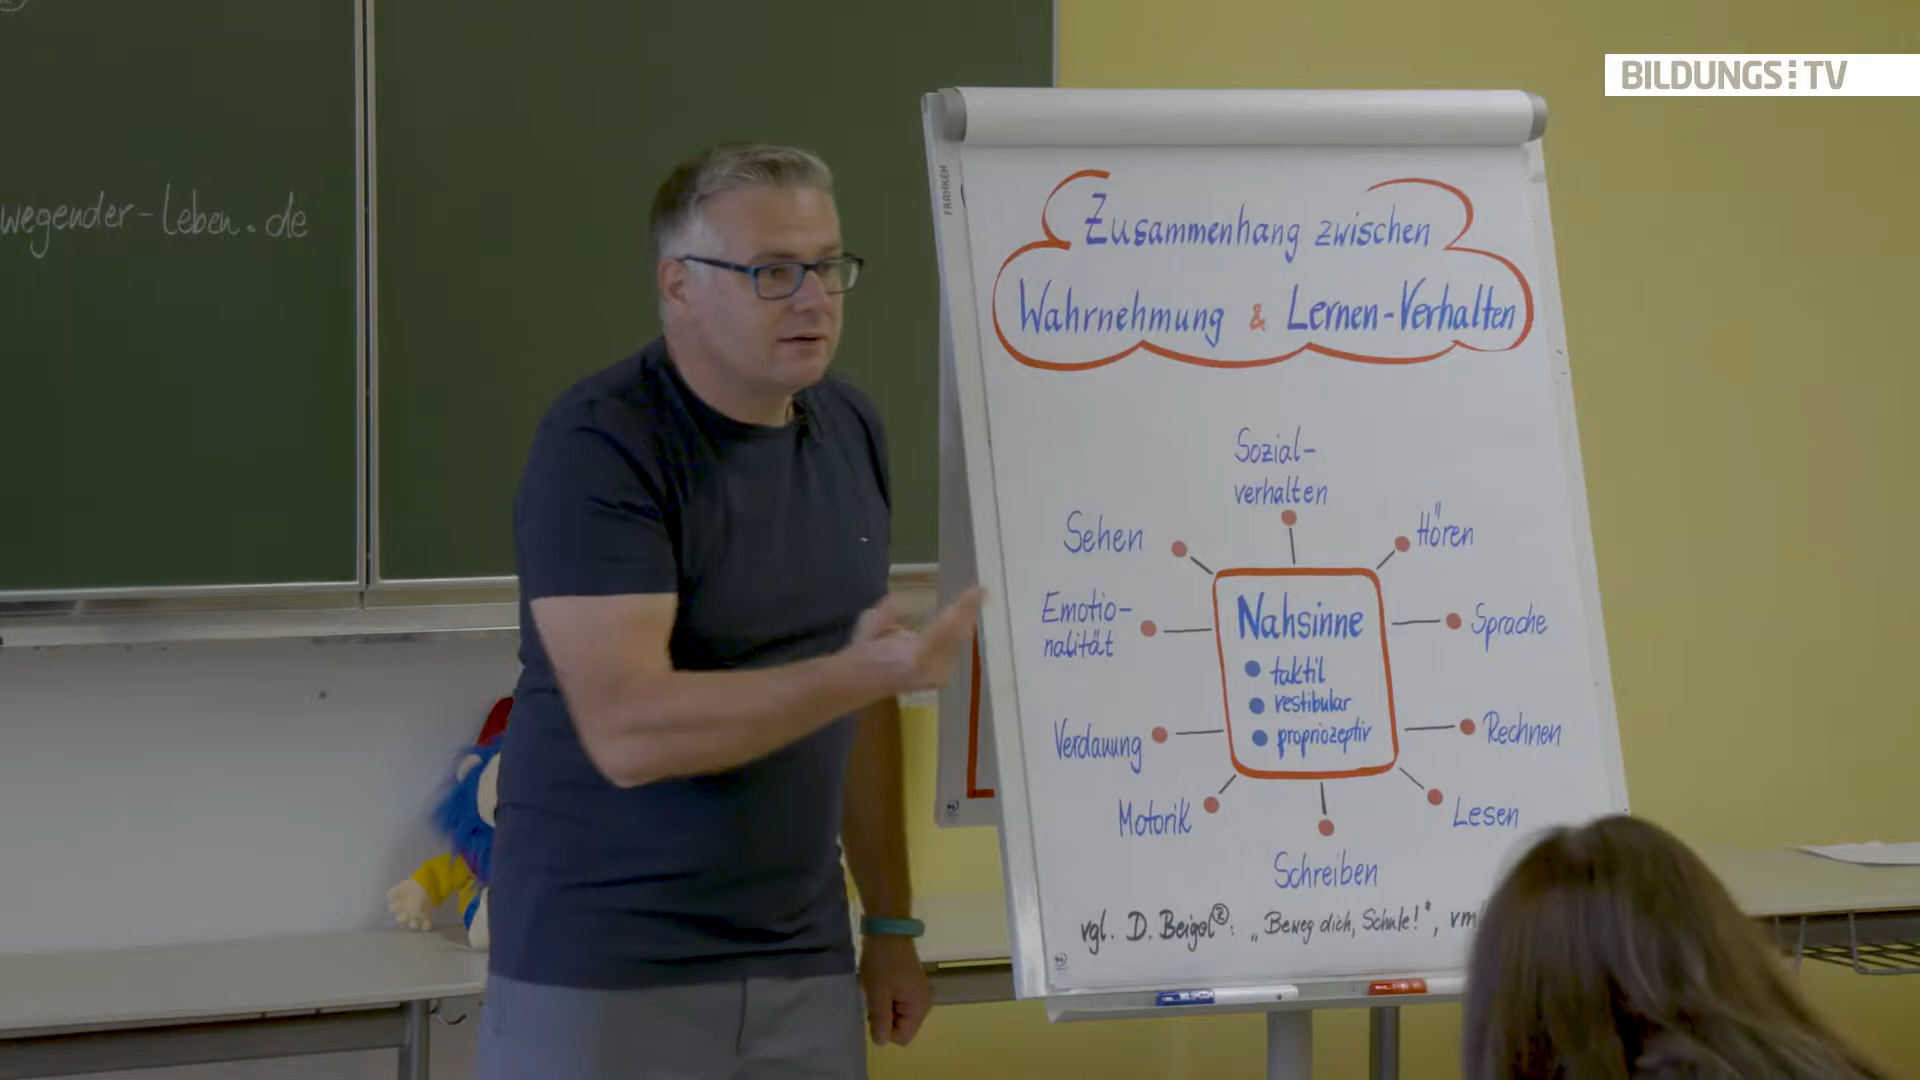 BILDUNGS:TV
wegender-Leben.de
FRANKEN
Zusammenhang zwischen
Wahrnehmung & Lernen-Verhalten
Sozial-
verhalten
Sehen
Hören
Emotio-
nalität
Nahsinne
taktil
vestibular
propriozeptiv
Sprache
Verdauung
Rechnen
Motorik
Lesen
Schreiben
vgl. D. Beigel: „Beweg dich, Schule!", vm